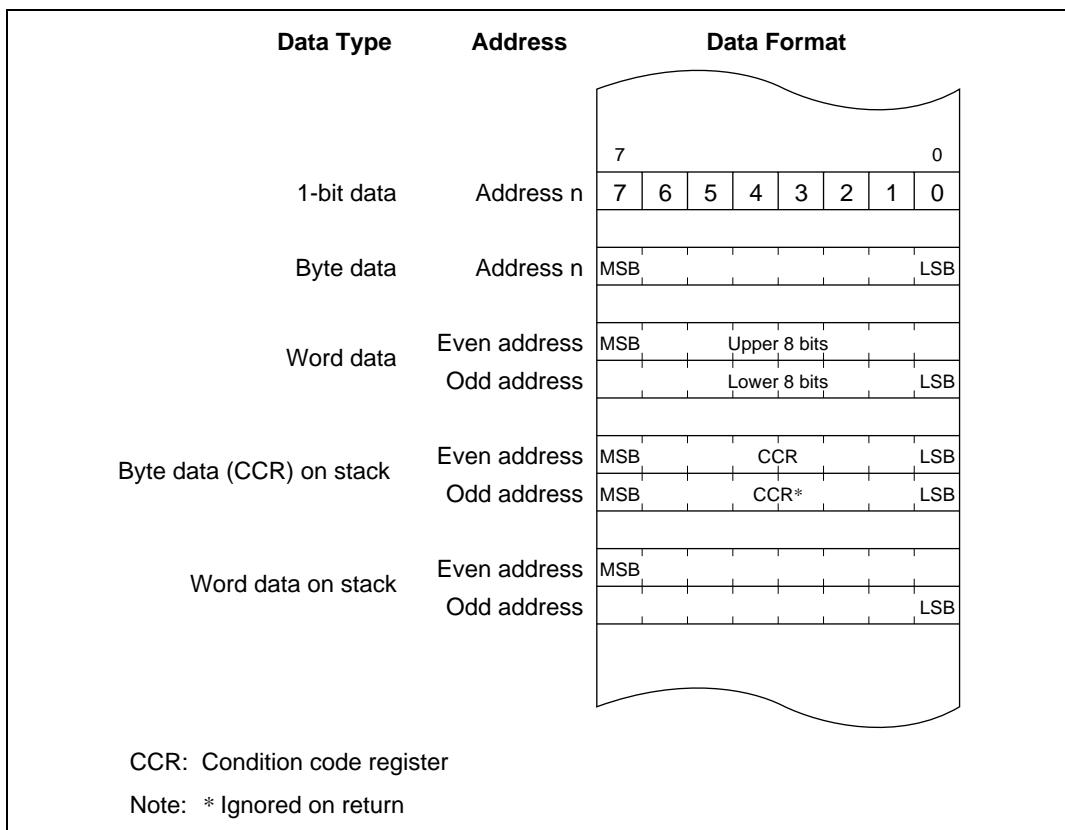 Data Type Address Data Format
7 0
1-bit data Address n 7 6 5 4 3 2 1 0
Byte data Address n MSB LSB
Word data
Even address MSB Upper 8 bits
Odd address Lower 8 bits LSB
Byte data (CCR) on stack
Even address MSB CCR LSB
Odd address MSB CCR* LSB
Word data on stack
Even address MSB
Odd address LSB
CCR: Condition code register
Note: * Ignored on return